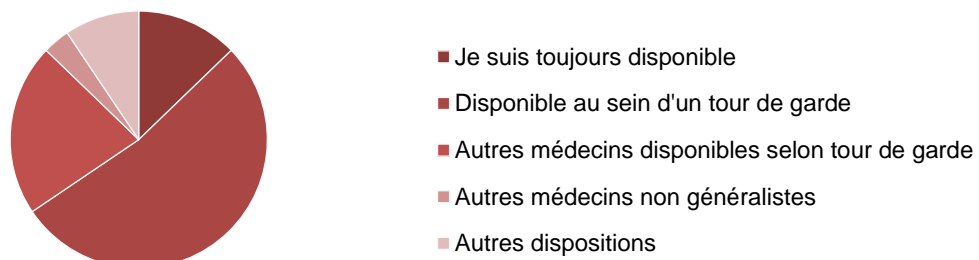 Je suis toujours disponible
Disponible au sein d'un tour de garde
Autres médecins disponibles selon tour de garde
Autres médecins non généralistes
Autres dispositions